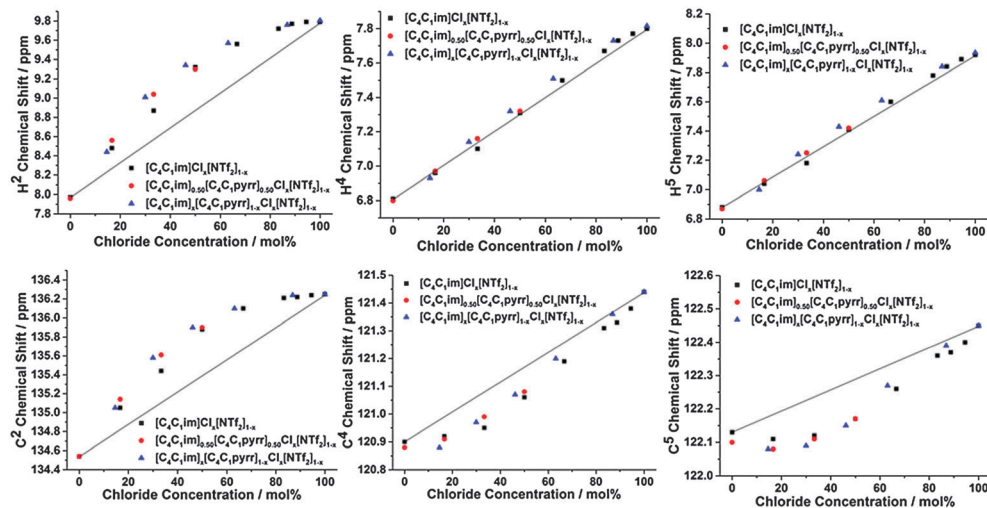 H² Chemical Shift / ppm
10.0
9.8
9.6
9.4
9.2
9.0
8.8
8.6
8.4
8.2
8.0
7.8
[C₄C₁im]Clₓ[NTf₂]₁₋ₓ
[C₄C₁im]₀.₅₀[C₄C₁pyrr]₀.₅₀Clₓ[NTf₂]₁₋ₓ
[C₄C₁im]ₓ[C₄C₁pyrr]₁₋ₓClₓ[NTf₂]₁₋ₓ
0 20 40 60 80 100
Chloride Concentration / mol%
H⁴ Chemical Shift / ppm
8.0
7.8
7.6
7.4
7.2
7.0
6.8
6.6
[C₄C₁im]Clₓ[NTf₂]₁₋ₓ
[C₄C₁im]₀.₅₀[C₄C₁pyrr]₀.₅₀Clₓ[NTf₂]₁₋ₓ
[C₄C₁im]ₓ[C₄C₁pyrr]₁₋ₓClₓ[NTf₂]₁₋ₓ
0 20 40 60 80 100
Chloride Concentration / mol%
H⁵ Chemical Shift / ppm
8.2
8.0
7.8
7.6
7.4
7.2
7.0
6.8
[C₄C₁im]Clₓ[NTf₂]₁₋ₓ
[C₄C₁im]₀.₅₀[C₄C₁pyrr]₀.₅₀Clₓ[NTf₂]₁₋ₓ
[C₄C₁im]ₓ[C₄C₁pyrr]₁₋ₓClₓ[NTf₂]₁₋ₓ
0 20 40 60 80 100
Chloride Concentration / mol%
C² Chemical Shift / ppm
136.4
136.2
136.0
135.8
135.6
135.4
135.2
135.0
134.8
134.6
134.4
[C₄C₁im]Clₓ[NTf₂]₁₋ₓ
[C₄C₁im]₀.₅₀[C₄C₁pyrr]₀.₅₀Clₓ[NTf₂]₁₋ₓ
[C₄C₁im]ₓ[C₄C₁pyrr]₁₋ₓClₓ[NTf₂]₁₋ₓ
0 20 40 60 80 100
Chloride Concentration / mol%
C⁴ Chemical Shift / ppm
121.5
121.4
121.3
121.2
121.1
121.0
120.9
120.8
[C₄C₁im]Clₓ[NTf₂]₁₋ₓ
[C₄C₁im]₀.₅₀[C₄C₁pyrr]₀.₅₀Clₓ[NTf₂]₁₋ₓ
[C₄C₁im]ₓ[C₄C₁pyrr]₁₋ₓClₓ[NTf₂]₁₋ₓ
0 20 40 60 80 100
Chloride Concentration / mol%
C⁵ Chemical Shift / ppm
122.6
122.5
122.4
122.3
122.2
122.1
122.0
[C₄C₁im]Clₓ[NTf₂]₁₋ₓ
[C₄C₁im]₀.₅₀[C₄C₁pyrr]₀.₅₀Clₓ[NTf₂]₁₋ₓ
[C₄C₁im]ₓ[C₄C₁pyrr]₁₋ₓClₓ[NTf₂]₁₋ₓ
0 20 40 60 80 100
Chloride Concentration / mol%